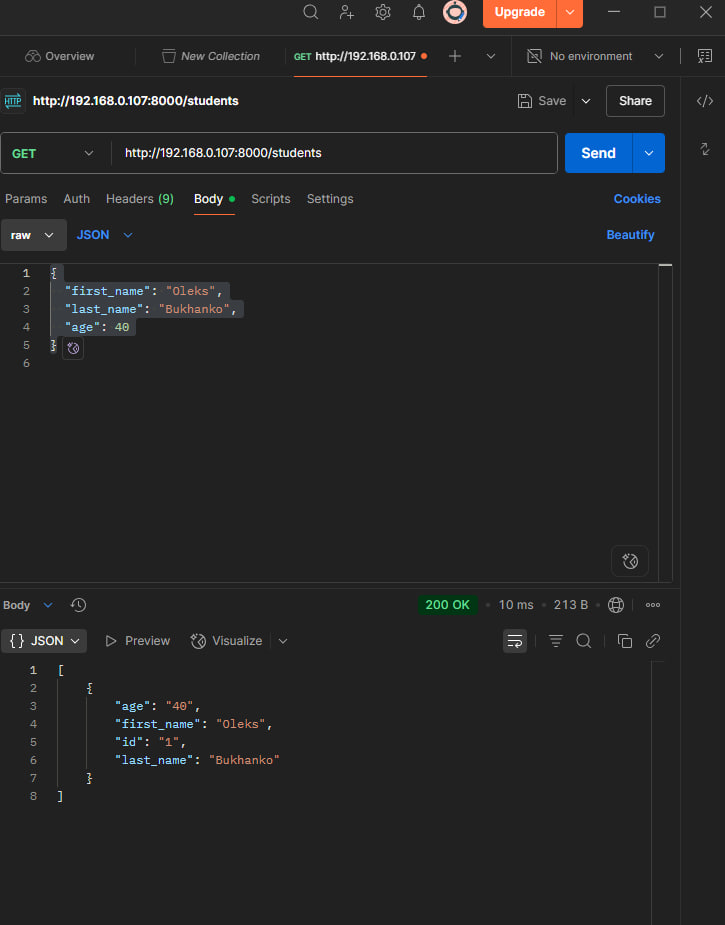 Upgrade
Overview
New Collection
GET http://192.168.0.107
No environment
HTTP
http://192.168.0.107:8000/students
Save
Share
GET
http://192.168.0.107:8000/students
Send
Params
Auth
Headers (9)
Body
Scripts
Settings
Cookies
raw
JSON
Beautify
1 {
2 "first_name": "Oleks",
3 "last_name": "Bukhanko",
4 "age": 40
5 }
6
Body
200 OK
10 ms
213 B
{} JSON
Preview
Visualize
1 [
2 {
3 "age": "40",
4 "first_name": "Oleks",
5 "id": "1",
6 "last_name": "Bukhanko"
7 }
8 ]